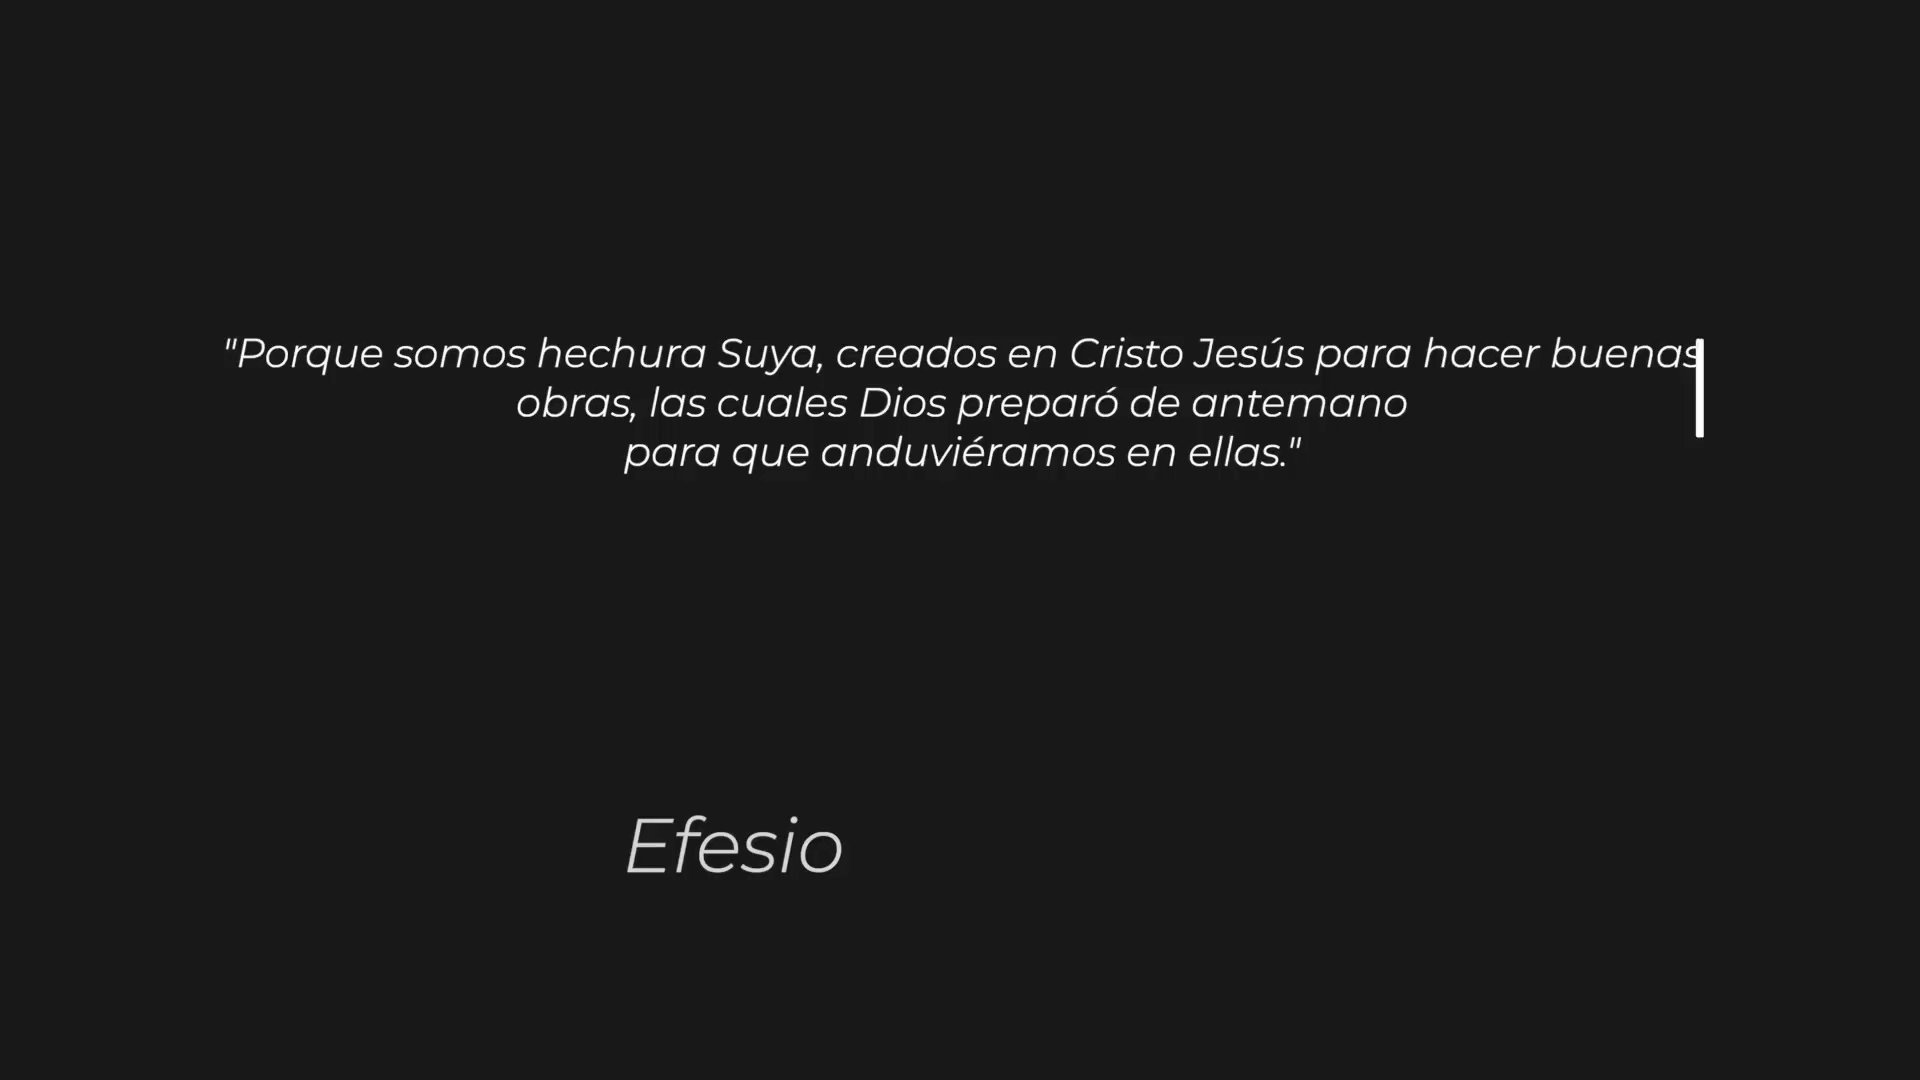 "Porque somos hechura Suya, creados en Cristo Jesús para hacer buenas
obras, las cuales Dios preparó de antemano
para que anduviéramos en ellas."
Efesio